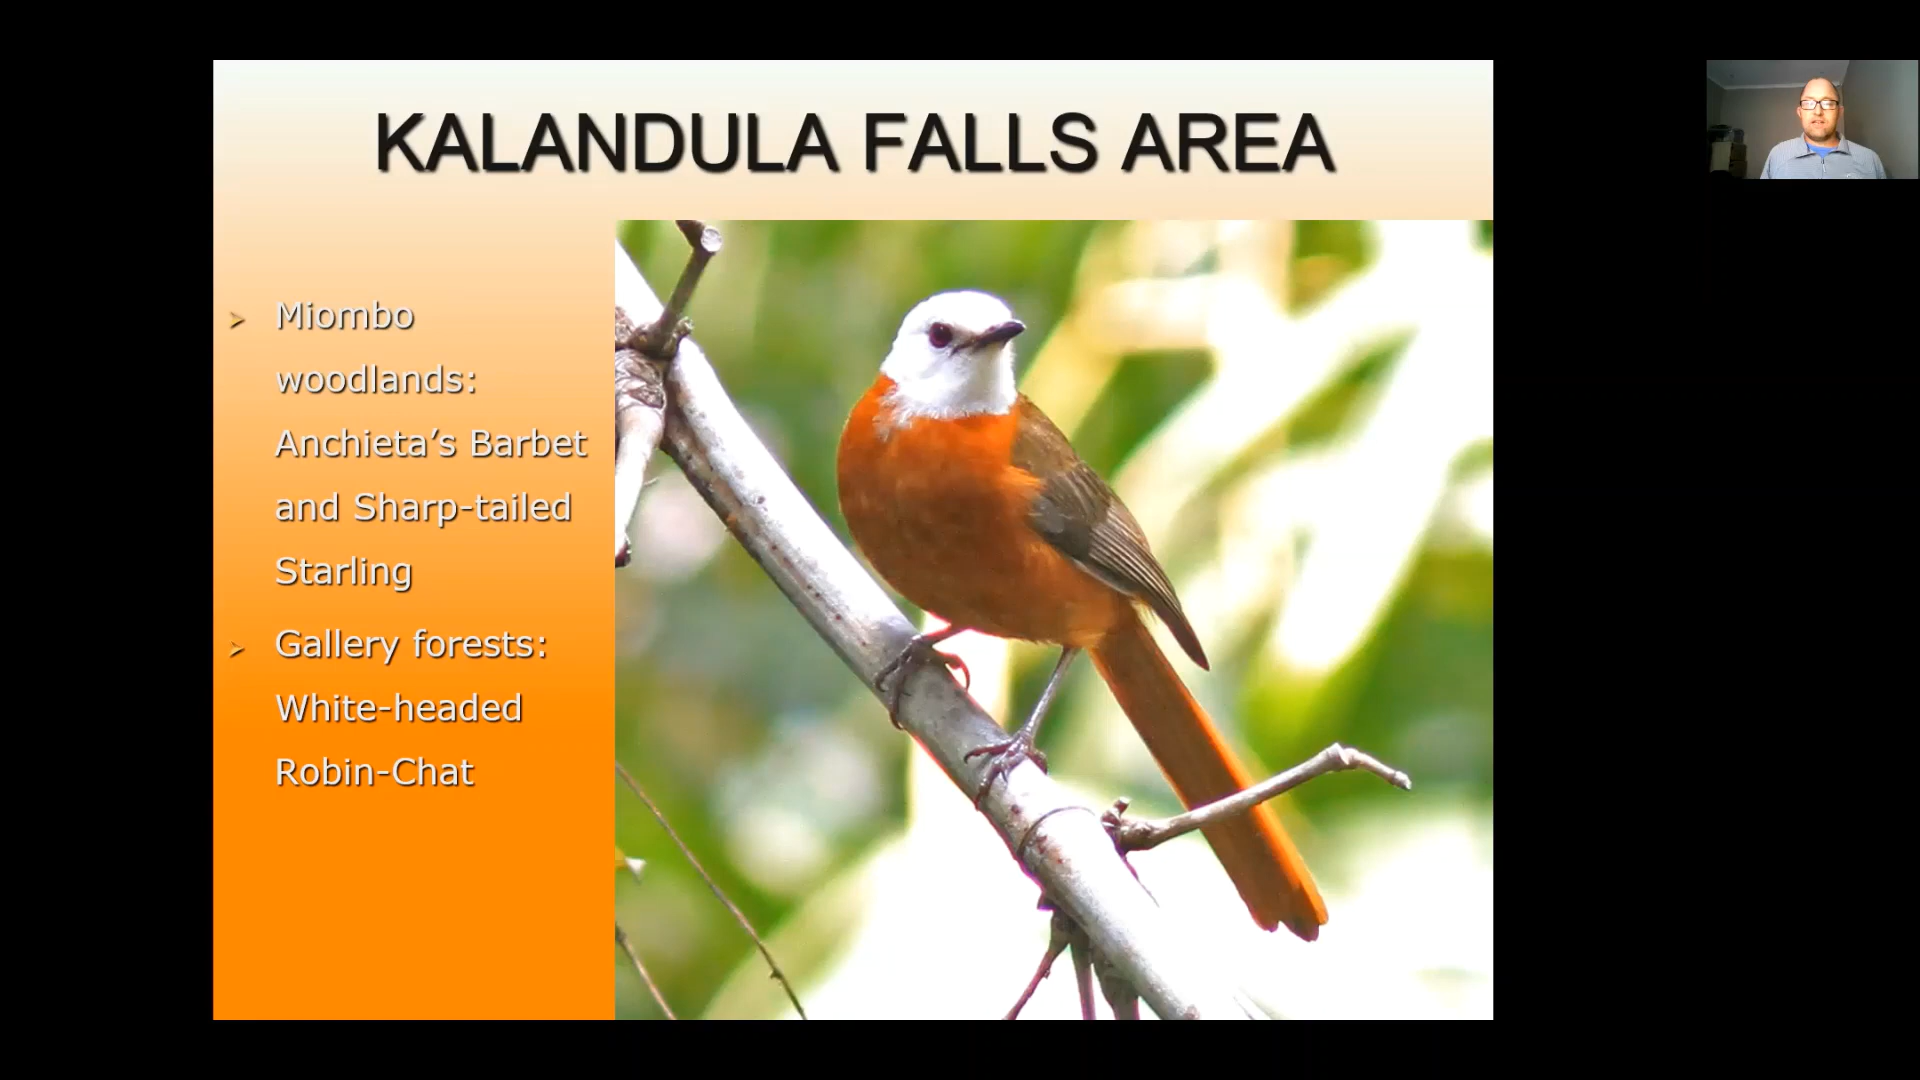 KALANDULA FALLS AREA
Miombo
woodlands:
Anchieta’s Barbet
and Sharp-tailed
Starling
Gallery forests:
White-headed
Robin-Chat